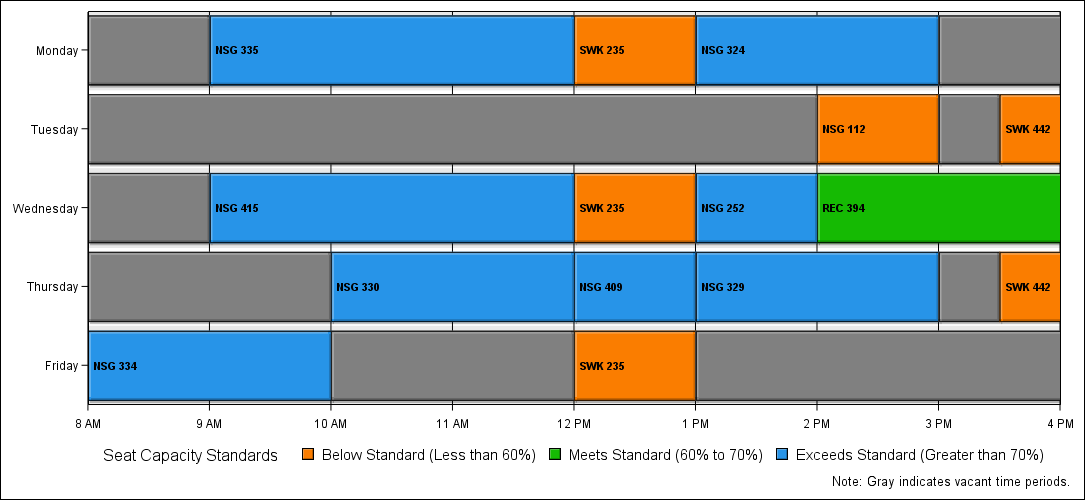 Monday NSG 335 SWK 235 NSG 324
Tuesday NSG 112 SWK 442
Wednesday NSG 415 SWK 235 NSG 252 REC 394
Thursday NSG 330 NSG 409 NSG 329 SWK 442
Friday NSG 334 SWK 235
8 AM 9 AM 10 AM 11 AM 12 PM 1 PM 2 PM 3 PM 4 PM
Seat Capacity Standards Below Standard (Less than 60%) Meets Standard (60% to 70%) Exceeds Standard (Greater than 70%)
Note: Gray indicates vacant time periods.